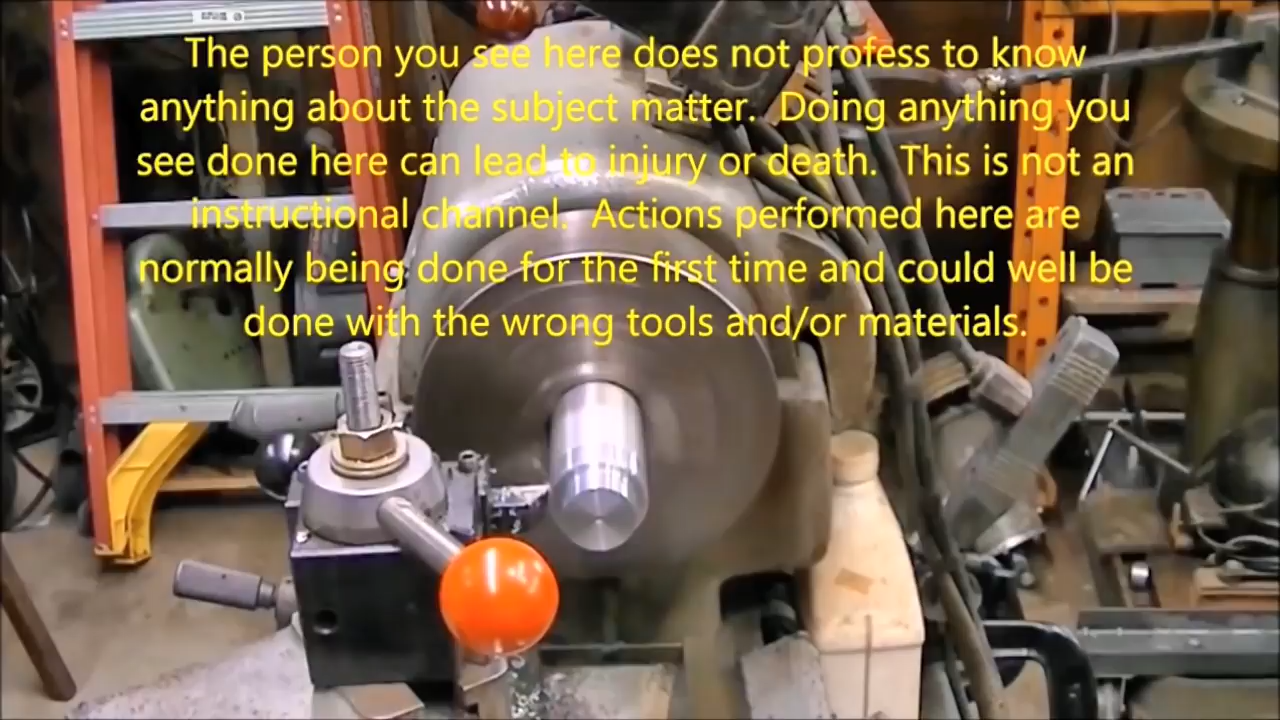 The person you see here does not profess to know
anything about the subject matter.  Doing anything you
see done here can lead to injury or death.  This is not an
instructional channel.  Actions performed here are
normally being done for the first time and could well be
done with the wrong tools and/or materials.